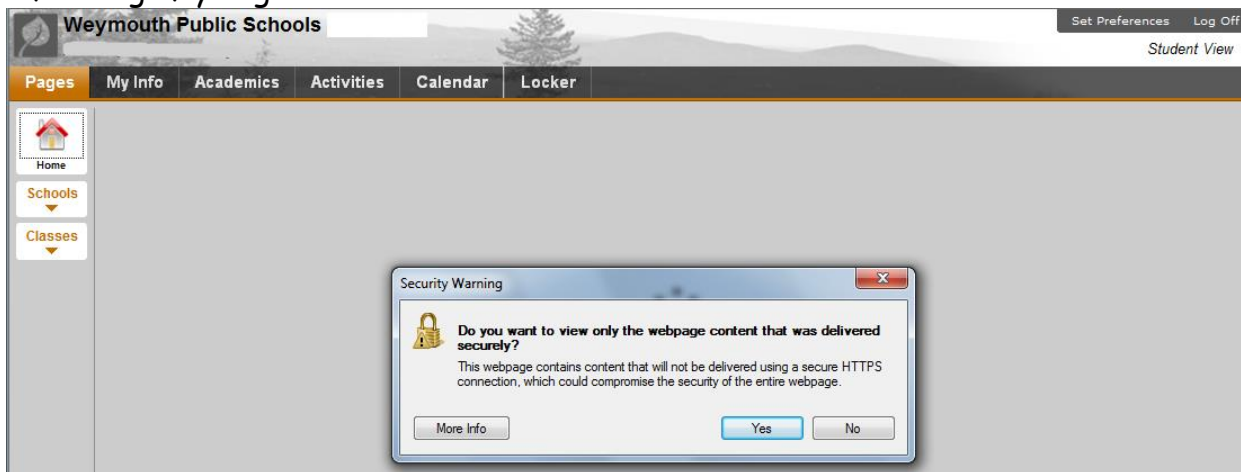 Weymouth Public Schools
Set Preferences Log Off
Student View
Pages My Info Academics Activities Calendar Locker
Home
Schools
Classes
Security Warning
Do you want to view only the webpage content that was delivered
securely?
This webpage contains content that will not be delivered using a secure HTTPS
connection, which could compromise the security of the entire webpage.
More Info Yes No